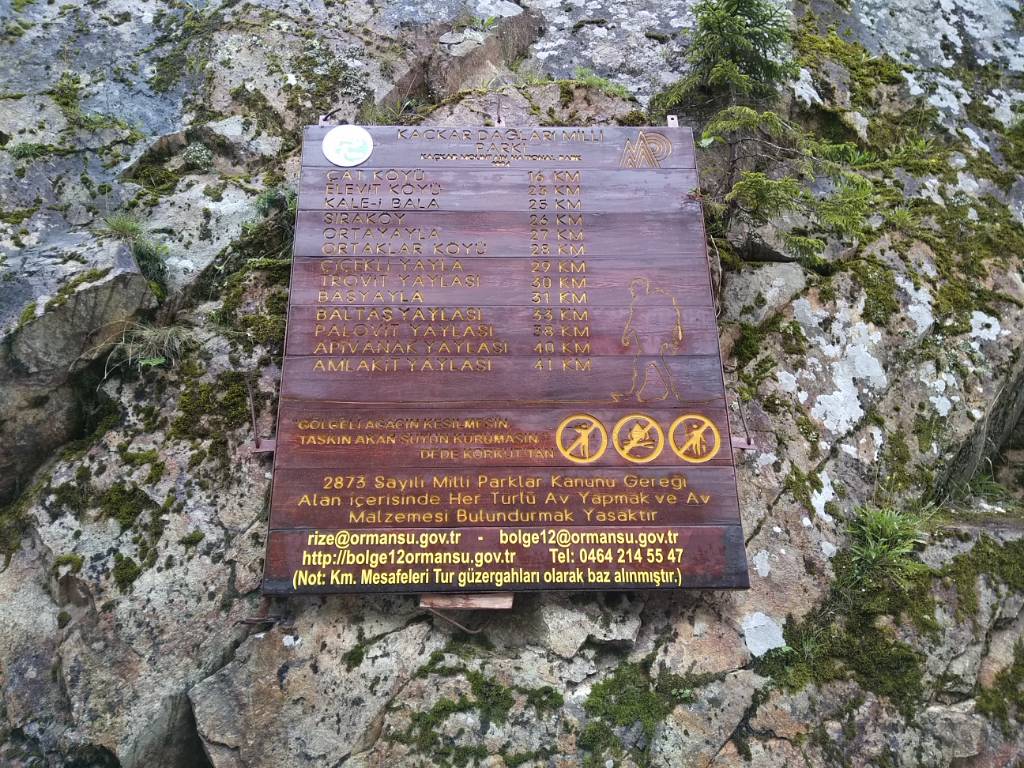 KAÇKAR DAĞLARI MİLLİ
PARKI
KAÇKAR MOUNTAIN NATIONAL PARK
ÇAT KÖYÜ 16 KM
ELEVİT KÖYÜ 23 KM
KALE-İ BALA 25 KM
SIRAKÖY 26 KM
ORTAYAYLA 27 KM
ORTAKLAR KÖYÜ 28 KM
ÇİÇEKLİ YAYLA 29 KM
TROVİT YAYLASI 30 KM
BAŞYAYLA 31 KM
BALTAŞ YAYLASI 33 KM
PALOVİT YAYLASI 38 KM
APİVANAK YAYLASI 40 KM
AMLAKİT YAYLASI 41 KM
GÖLGELİ AĞACIN KESİLMESİN
TAŞKIN AKAN SUYUN KURUMASIN
DEDE KORKUT'TAN
2873 Sayılı Milli Parklar Kanunu Gereği
Alan içerisinde Her Türlü Av Yapmak ve Av
Malzemesi Bulundurmak Yasaktır
rize@ormansu.gov.tr - bolge12@ormansu.gov.tr
http://bolge12ormansu.gov.tr Tel: 0464 214 55 47
(Not: Km. Mesafeleri Tur güzergahları olarak baz alınmıştır.)